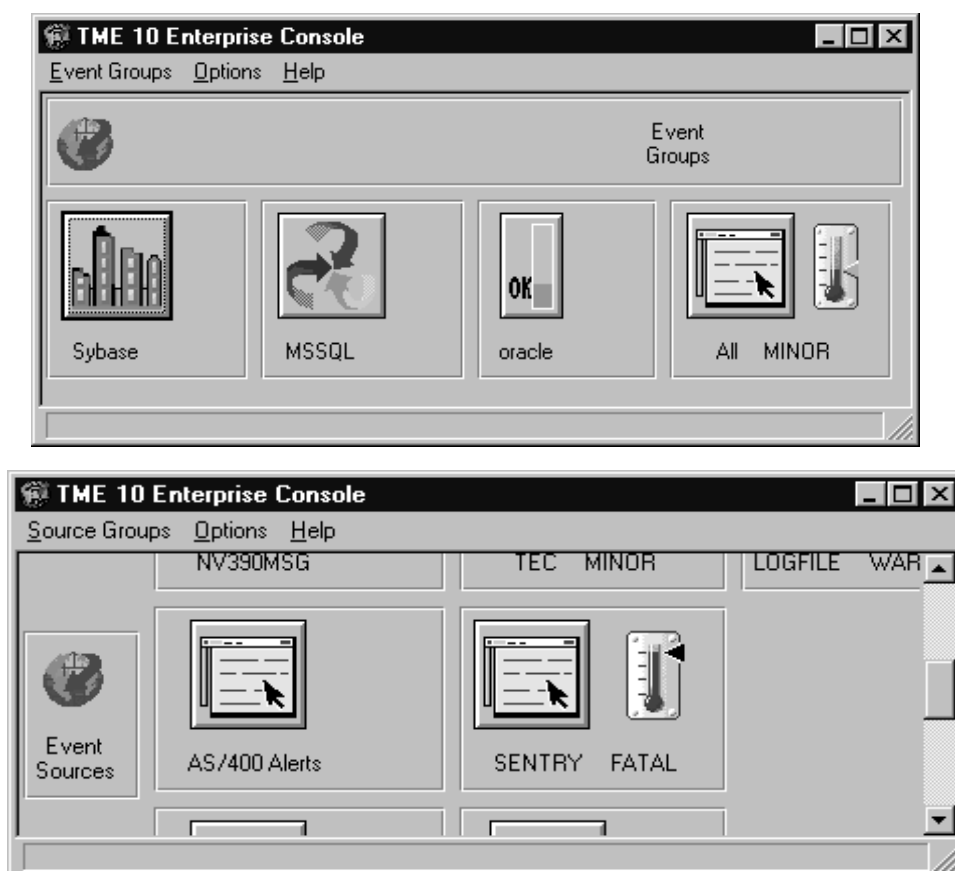 TME 10 Enterprise Console
Event Groups Options Help
Event
Groups
OK
Sybase MSSQL oracle All MINOR
TME 10 Enterprise Console
Source Groups Options Help
NV390MSG TEC MINOR LOGFILE WAR
Event
Sources
AS/400 Alerts SENTRY FATAL